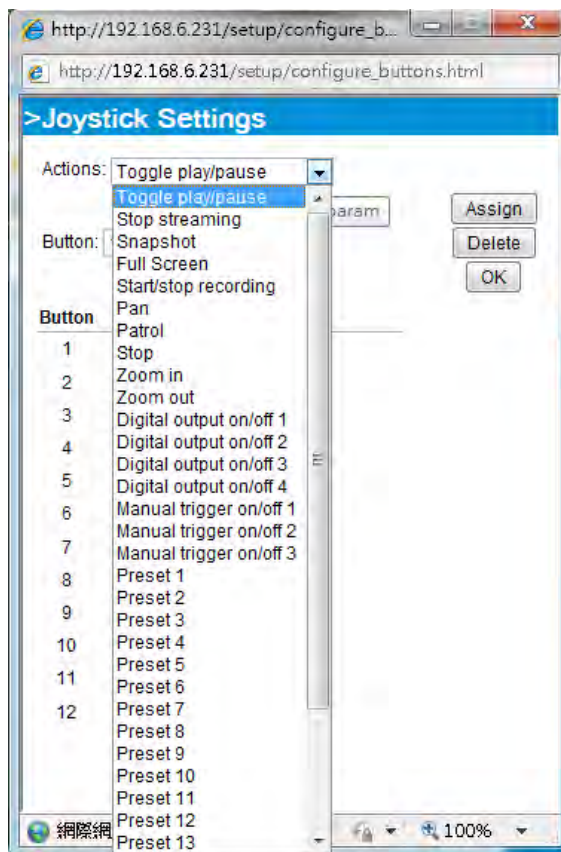 http://192.168.6.231/setup/configure_b...
http://192.168.6.231/setup/configure_buttons.html
>Joystick Settings
Actions: Toggle play/pause
Toggle play/pause
param
Assign
Stop streaming
Button:
Snapshot
Delete
Full Screen
Start/stop recording
OK
Button
Pan
Patrol
1
Stop
2
Zoom in
Zoom out
3
Digital output on/off 1
4
Digital output on/off 2
Digital output on/off 3
5
Digital output on/off 4
6
Manual trigger on/off 1
Manual trigger on/off 2
7
Manual trigger on/off 3
8
Preset 1
Preset 2
9
Preset 3
10
Preset 4
Preset 5
11
Preset 6
12
Preset 7
Preset 8
Preset 9
Preset 10
Preset 11
網際網
Preset 12
100%
Preset 13